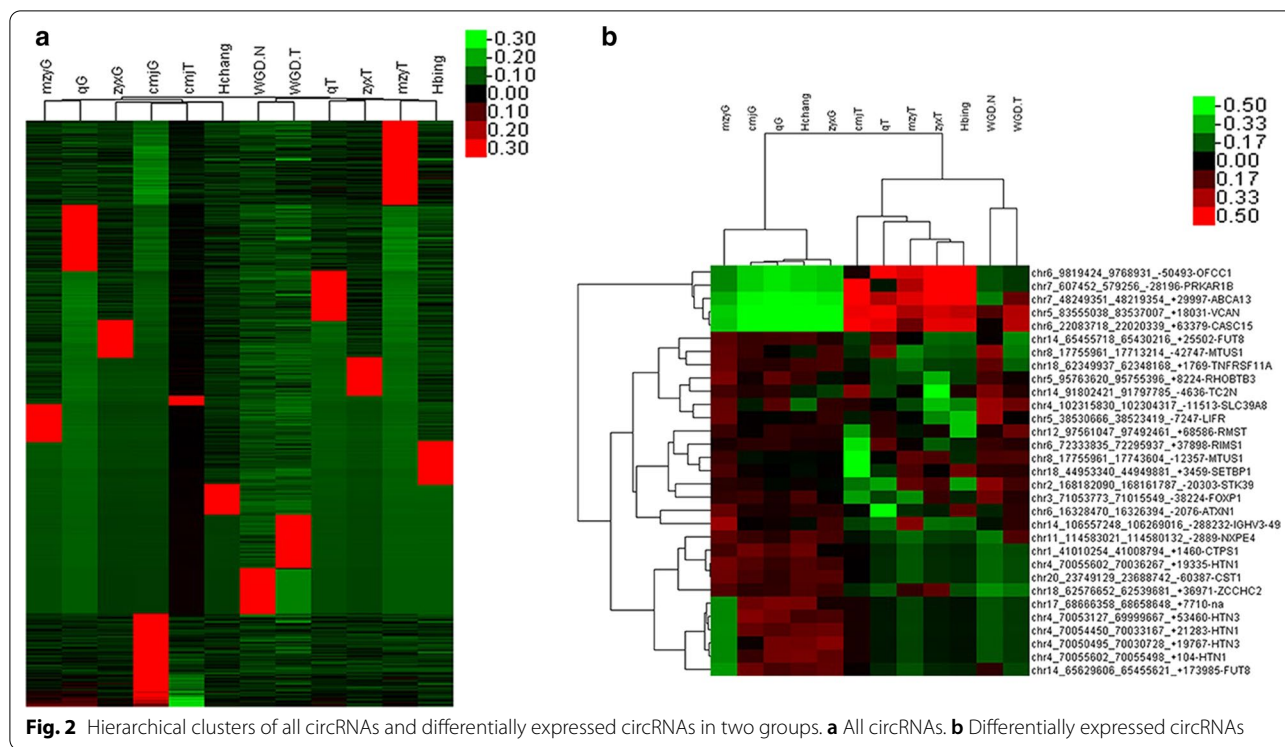 a
mzyG
qG
zyxG
cmjG
cmjT
Hchang
WGD.N
WGD.T
qT
zyxT
mzyT
Hbing
-0.30
-0.20
-0.10
0.00
0.10
0.20
0.30
b
mzyG
cmjG
qG
Hchang
zyxG
cmjT
qT
mzyT
zyxT
Hbing
WGD.N
WGD.T
-0.50
-0.33
-0.17
0.00
0.17
0.33
0.50
chr6_9819424_9768931_-50493-OFCC1
chr7_607452_579256_-28196-PRKAR1B
chr7_48249351_48219354_+29997-ABCA13
chr5_83555038_83537007_+18031-VCAN
chr6_22083718_22020339_+63379-CASC15
chr14_65455718_65430216_+25502-FUT8
chr8_17755961_17713214_-42747-MTUS1
chr18_62349937_62348168_+1769-TNFRSF11A
chr5_95763620_95755396_+8224-RHOBTB3
chr14_91802421_91797785_-4636-TC2N
chr4_102315830_102304317_-11513-SLC39A8
chr5_38530666_38523419_-7247-LIFR
chr12_97561047_97492461_+68586-RMST
chr6_72333835_72295937_+37898-RIMS1
chr8_17755961_17743604_-12357-MTUS1
chr18_44953340_44949881_+3459-SETBP1
chr2_168182090_168161787_-20303-STK39
chr3_71053773_71015549_-38224-FOXP1
chr6_16328470_16326394_-2076-ATXN1
chr14_106557248_106269016_-288232-IGHV3-49
chr11_114583021_114580132_-2889-NXPE4
chr1_41010254_41008794_+1460-CTPS1
chr4_70055602_70036267_+19335-HTN1
chr20_23749129_23688742_-60387-CST1
chr18_62576652_62539681_+36971-ZCCHC2
chr17_68666358_68658648_+7710-na
chr4_70053127_69999667_+53460-HTN3
chr4_70054450_70033167_+21283-HTN1
chr4_70050495_70030728_+19767-HTN3
chr4_70055602_70055498_+104-HTN1
chr14_65629606_65455621_+173985-FUT8
Fig. 2 Hierarchical clusters of all circRNAs and differentially expressed circRNAs in two groups. a All circRNAs. b Differentially expressed circRNAs